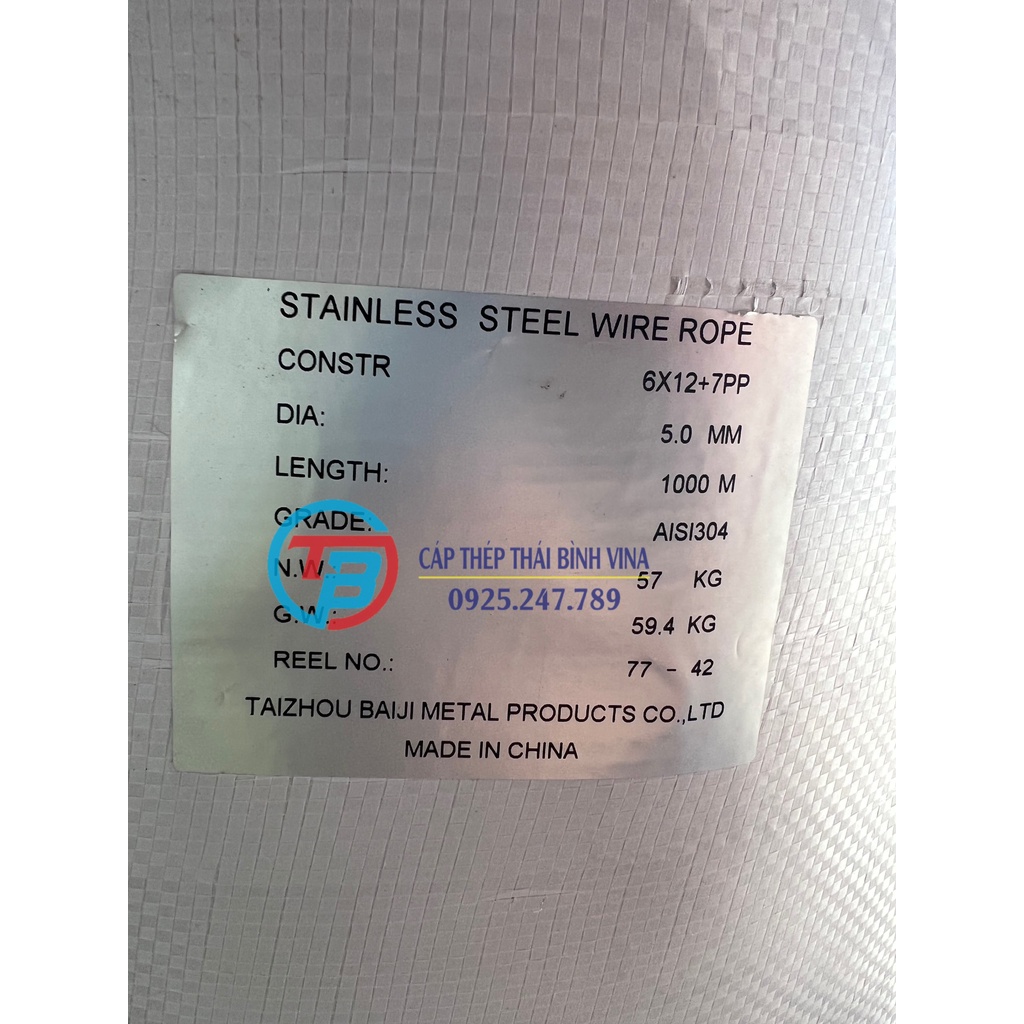 STAINLESS STEEL WIRE ROPE
CONSTR 6X12+7PP
DIA: 5.0 MM
LENGTH: 1000 M
GRADE: AISI304
N.W.: 57 KG
G.W.: 59.4 KG
REEL NO.: 77 - 42
TAIZHOU BAIJI METAL PRODUCTS CO.,LTD
MADE IN CHINA
TB
CÁP THÉP THÁI BÌNH VINA
0925.247.789